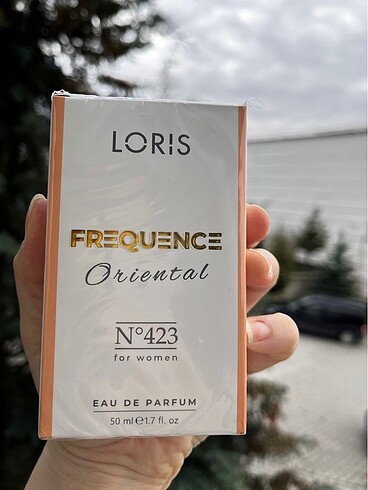 LORIS
FREQUENCE
Oriental
N°423
for women
EAU DE PARFUM
50 ml ℮ 1.7 fl. oz